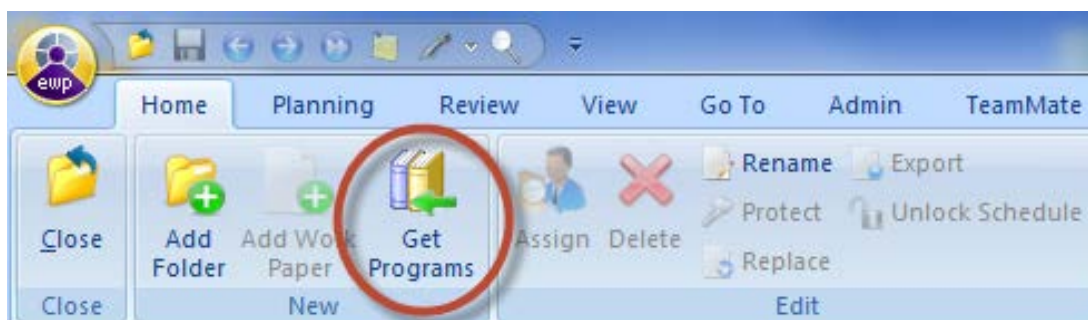 ewp
Home Planning Review View Go To Admin TeamMate
Close
Add Folder
Add Work Paper
Get Programs
Assign
Delete
Rename
Protect
Replace
Export
Unlock Schedule
Close New Edit